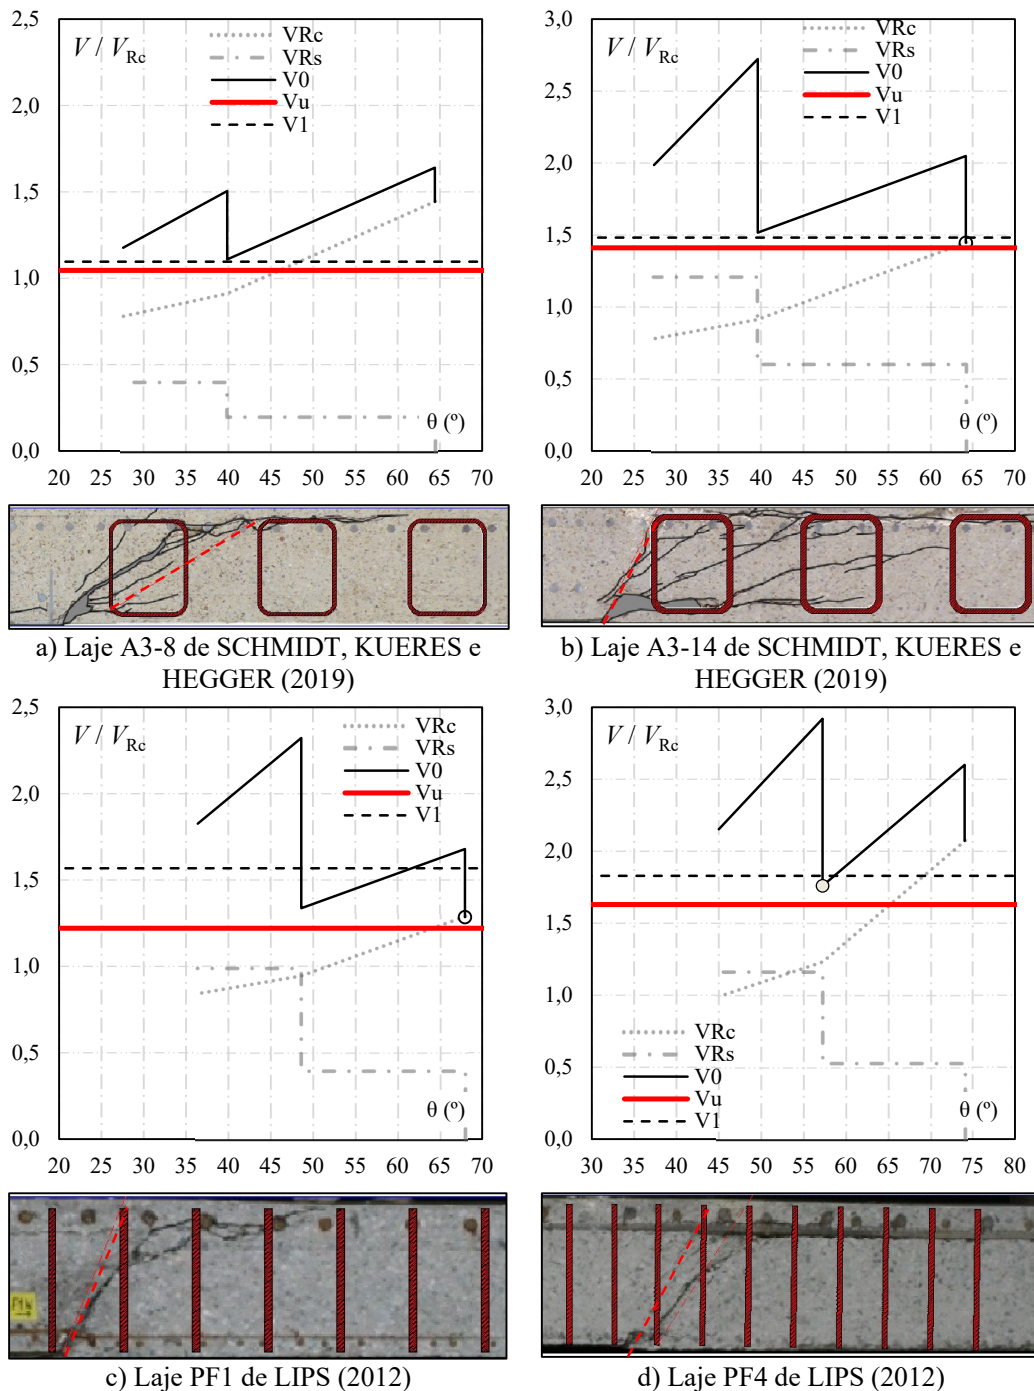 2,5
2,0
1,5
1,0
0,5
0,0
V / VRc
VRc
VRs
V0
Vu
V1
θ (º)
20 25 30 35 40 45 50 55 60 65 70
3,0
2,5
2,0
1,5
1,0
0,5
0,0
V / VRc
VRc
VRs
V0
Vu
V1
θ (º)
20 25 30 35 40 45 50 55 60 65 70
a) Laje A3-8 de SCHMIDT, KUERES e
HEGGER (2019)
b) Laje A3-14 de SCHMIDT, KUERES e
HEGGER (2019)
2,5
2,0
1,5
1,0
0,5
0,0
V / VRc
VRc
VRs
V0
Vu
V1
θ (º)
20 25 30 35 40 45 50 55 60 65 70
3,0
2,5
2,0
1,5
1,0
0,5
0,0
V / VRc
VRc
VRs
V0
Vu
V1
θ (º)
30 35 40 45 50 55 60 65 70 75 80
c) Laje PF1 de LIPS (2012)
d) Laje PF4 de LIPS (2012)